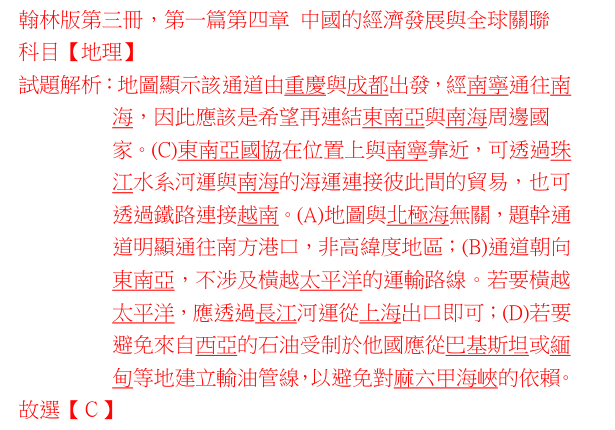 翰林版第三冊，第一篇第四章 中國的經濟發展與全球關聯
科目【地理】
試題解析：地圖顯示該通道由重慶與成都出發，經南寧通往南
海，因此應該是希望再連結東南亞與南海周邊國
家。(C)東南亞國協在位置上與南寧靠近，可透過珠
江水系河運與南海的海運連接彼此間的貿易，也可
透過鐵路連接越南。(A)地圖與北極海無關，題幹通
道明顯通往南方港口，非高緯度地區；(B)通道朝向
東南亞，不涉及橫越太平洋的運輸路線。若要橫越
太平洋，應透過長江河運從上海出口即可；(D)若要
避免來自西亞的石油受制於他國應從巴基斯坦或緬
甸等地建立輸油管線，以避免對麻六甲海峽的依賴。
故選【C】